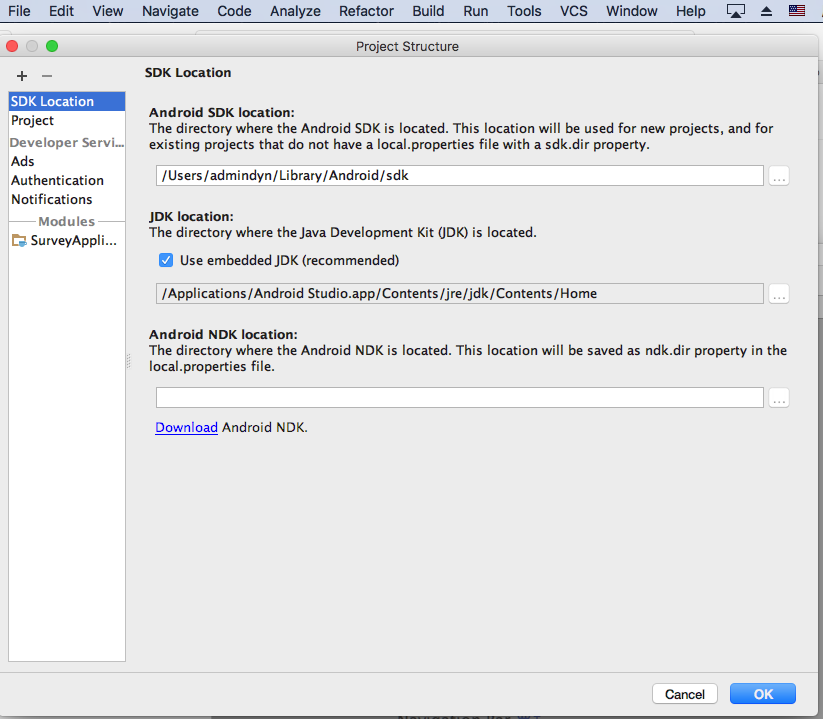 File Edit View Navigate Code Analyze Refactor Build Run Tools VCS Window Help
Project Structure
+ −
SDK Location
Project
Developer Servi...
Ads
Authentication
Notifications
Modules
SurveyAppli...
SDK Location
Android SDK location:
The directory where the Android SDK is located. This location will be used for new projects, and for
existing projects that do not have a local.properties file with a sdk.dir property.
/Users/admindyn/Library/Android/sdk
...
JDK location:
The directory where the Java Development Kit (JDK) is located.
Use embedded JDK (recommended)
/Applications/Android Studio.app/Contents/jre/jdk/Contents/Home
...
Android NDK location:
The directory where the Android NDK is located. This location will be saved as ndk.dir property in the
local.properties file.
...
Download Android NDK.
Cancel OK